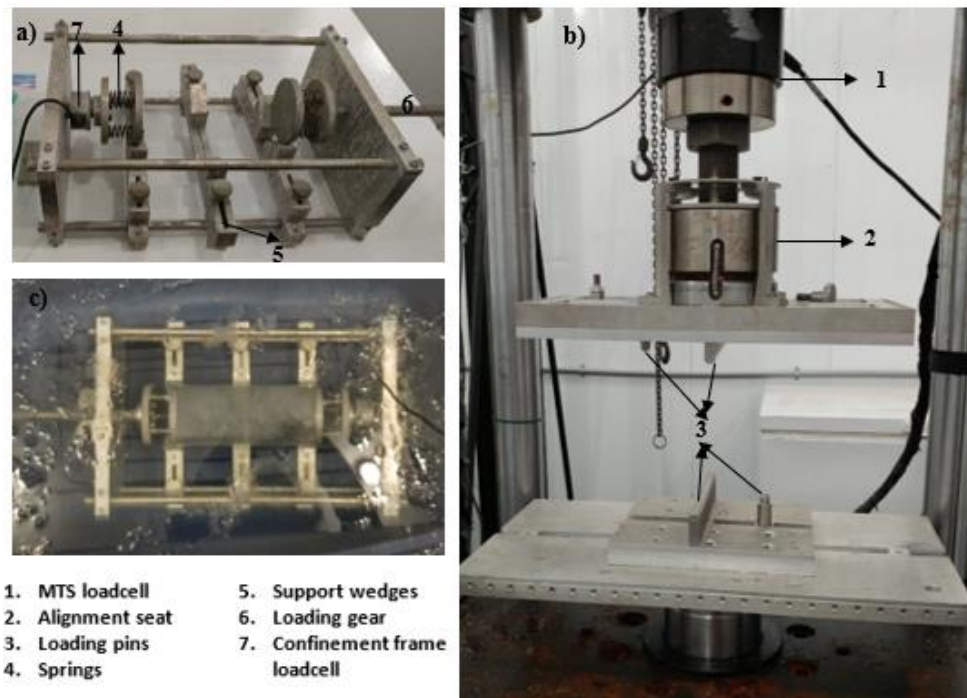 a)
7
4
6
5
b)
1
2
3
c)
1. MTS loadcell
2. Alignment seat
3. Loading pins
4. Springs
5. Support wedges
6. Loading gear
7. Confinement frame
loadcell